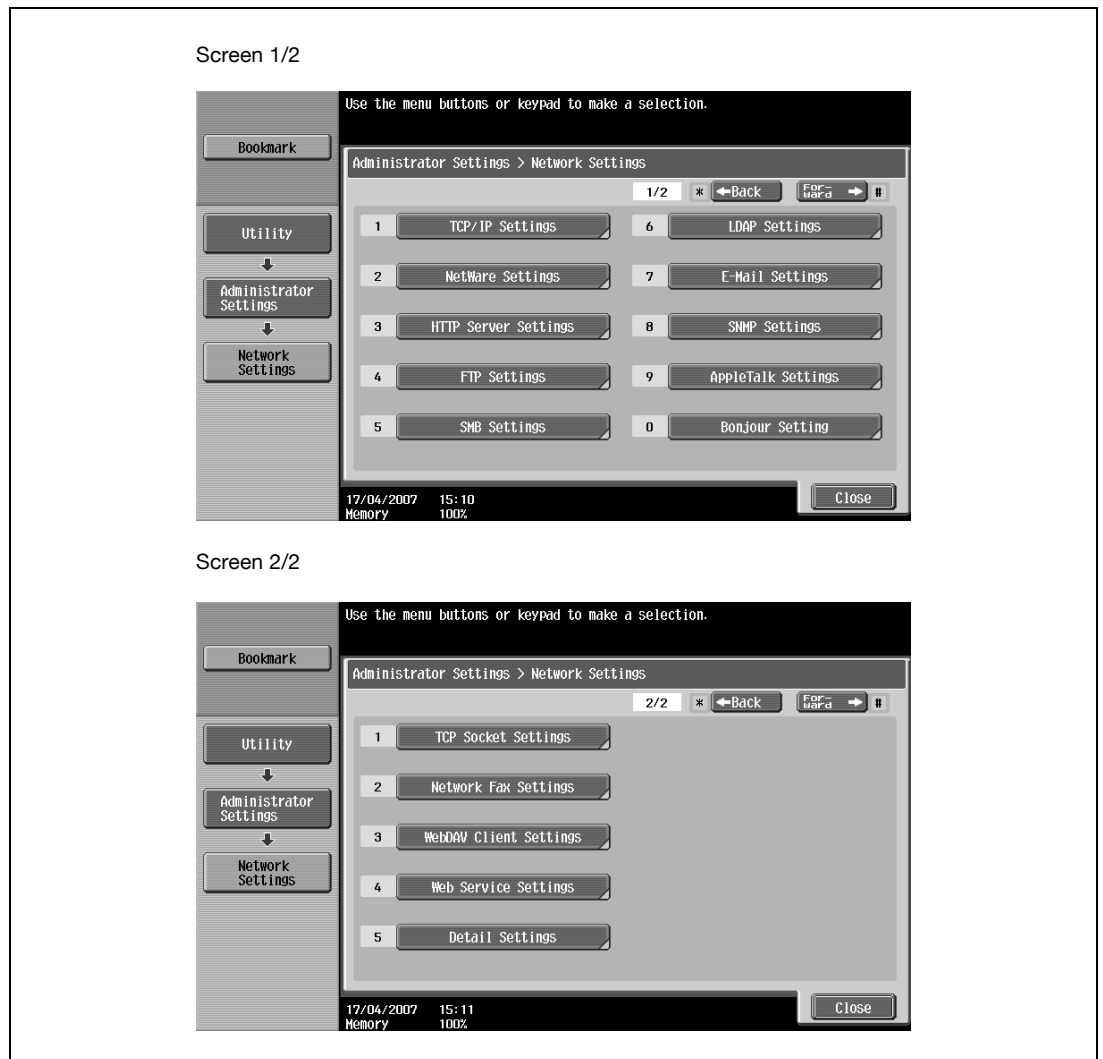 Screen 1/2
Use the menu buttons or keypad to make a selection.
Bookmark
Administrator Settings > Network Settings
1/2 * ←Back For-ward → #
Utility
Administrator
Settings
Network
Settings
1 TCP/IP Settings
2 NetWare Settings
3 HTTP Server Settings
4 FTP Settings
5 SMB Settings
6 LDAP Settings
7 E-Mail Settings
8 SNMP Settings
9 AppleTalk Settings
0 Bonjour Setting
17/04/2007 15:10
Memory 100%
Close
Screen 2/2
Use the menu buttons or keypad to make a selection.
Bookmark
Administrator Settings > Network Settings
2/2 * ←Back For-ward → #
Utility
Administrator
Settings
Network
Settings
1 TCP Socket Settings
2 Network Fax Settings
3 WebDAV Client Settings
4 Web Service Settings
5 Detail Settings
17/04/2007 15:11
Memory 100%
Close